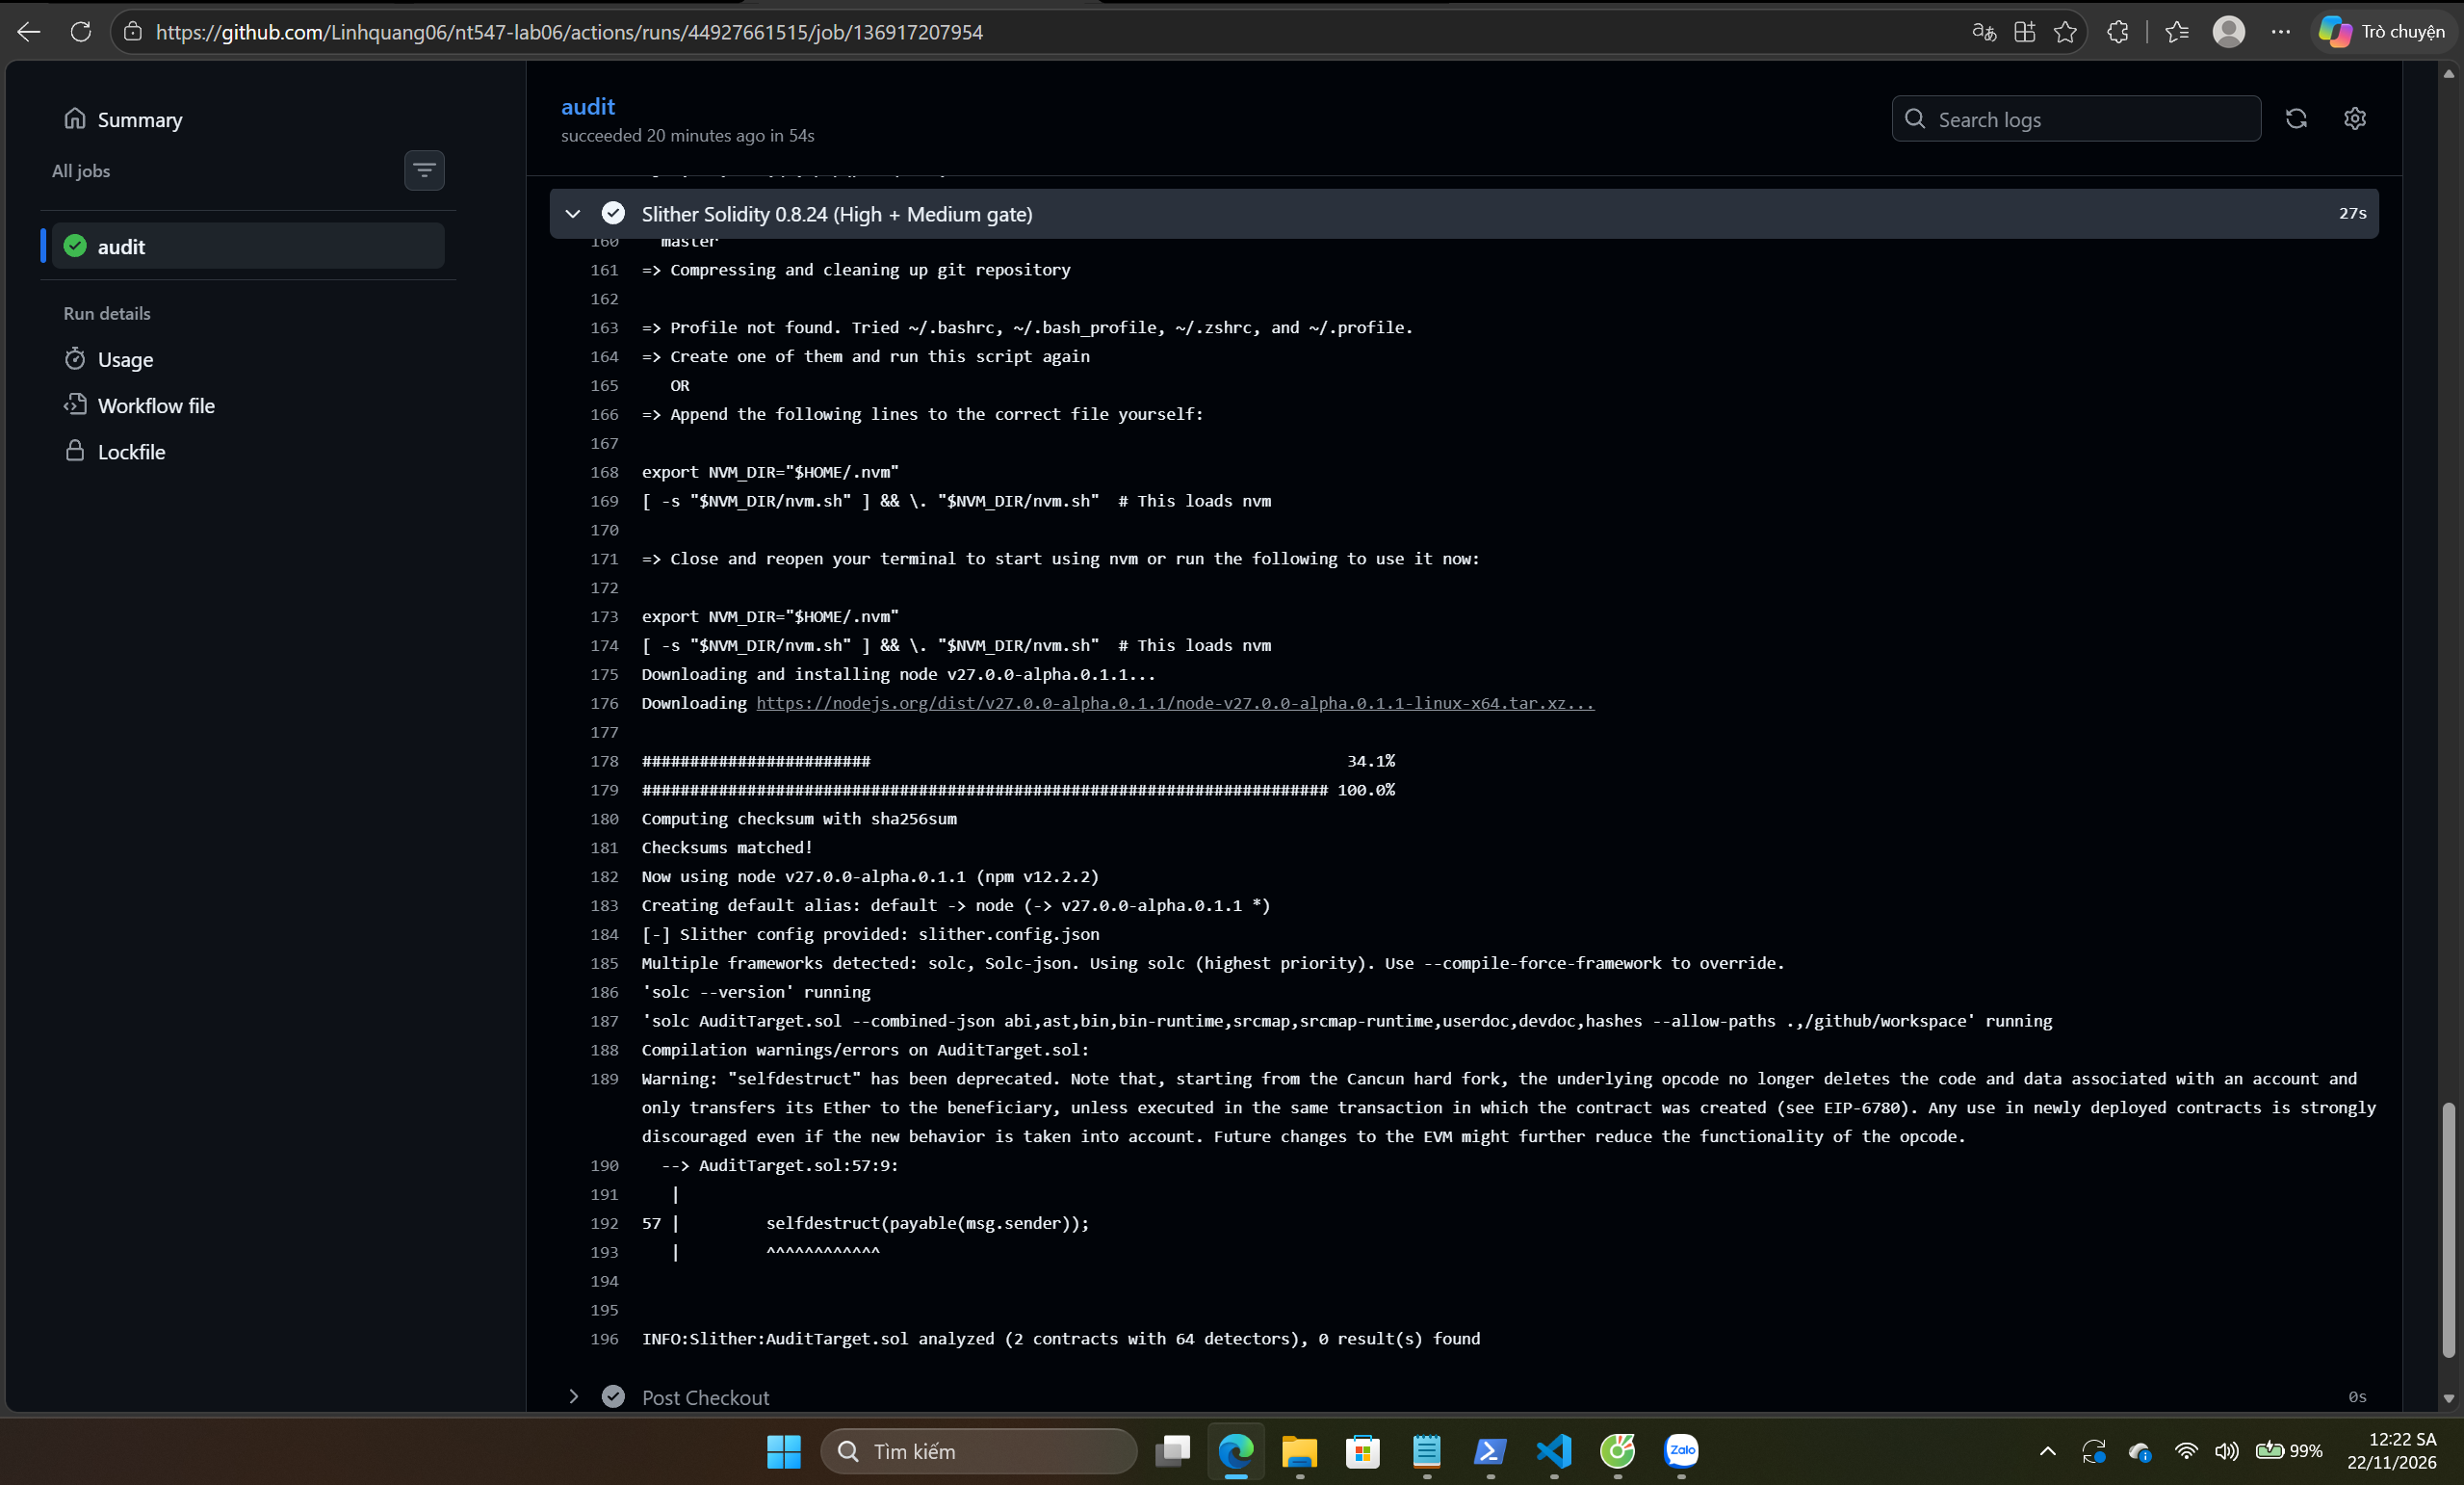 https://github.com/Linhquang06/nt547-lab06/actions/runs/44927661515/job/136917207954
Trò chuyện
Summary
All jobs
audit
Run details
Usage
Workflow file
Lockfile
audit
succeeded 20 minutes ago in 54s
Search logs
Slither Solidity 0.8.24 (High + Medium gate) 27s
160 master
161 => Compressing and cleaning up git repository
162
163 => Profile not found. Tried ~/.bashrc, ~/.bash_profile, ~/.zshrc, and ~/.profile.
164 => Create one of them and run this script again
165 OR
166 => Append the following lines to the correct file yourself:
167
168 export NVM_DIR="$HOME/.nvm"
169 [ -s "$NVM_DIR/nvm.sh" ] && \. "$NVM_DIR/nvm.sh"  # This loads nvm
170
171 => Close and reopen your terminal to start using nvm or run the following to use it now:
172
173 export NVM_DIR="$HOME/.nvm"
174 [ -s "$NVM_DIR/nvm.sh" ] && \. "$NVM_DIR/nvm.sh"  # This loads nvm
175 Downloading and installing node v27.0.0-alpha.0.1.1...
176 Downloading https://nodejs.org/dist/v27.0.0-alpha.0.1.1/node-v27.0.0-alpha.0.1.1-linux-x64.tar.xz...
177
178 ######################## 34.1%
179 ######################################################################## 100.0%
180 Computing checksum with sha256sum
181 Checksums matched!
182 Now using node v27.0.0-alpha.0.1.1 (npm v12.2.2)
183 Creating default alias: default -> node (-> v27.0.0-alpha.0.1.1 *)
184 [-] Slither config provided: slither.config.json
185 Multiple frameworks detected: solc, Solc-json. Using solc (highest priority). Use --compile-force-framework to override.
186 'solc --version' running
187 'solc AuditTarget.sol --combined-json abi,ast,bin,bin-runtime,srcmap,srcmap-runtime,userdoc,devdoc,hashes --allow-paths .,/github/workspace' running
188 Compilation warnings/errors on AuditTarget.sol:
189 Warning: "selfdestruct" has been deprecated. Note that, starting from the Cancun hard fork, the underlying opcode no longer deletes the code and data associated with an account and
only transfers its Ether to the beneficiary, unless executed in the same transaction in which the contract was created (see EIP-6780). Any use in newly deployed contracts is strongly
discouraged even if the new behavior is taken into account. Future changes to the EVM might further reduce the functionality of the opcode.
190 --> AuditTarget.sol:57:9:
191 |
192 57 | selfdestruct(payable(msg.sender));
193 | ^^^^^^^^^^^^
194
195
196 INFO:Slither:AuditTarget.sol analyzed (2 contracts with 64 detectors), 0 result(s) found
Post Checkout 0s
Tìm kiếm
Zalo
99%
12:22 SA
22/11/2026